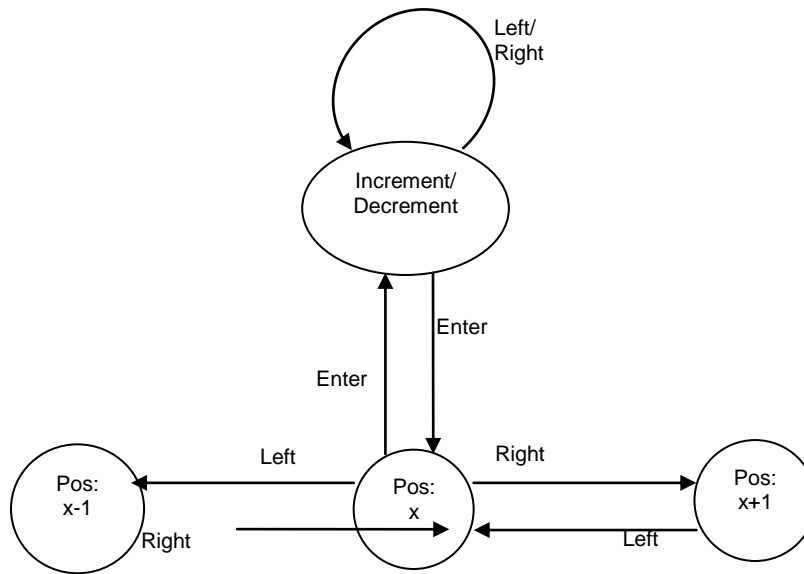 Left/
Right
Increment/
Decrement
Enter
Enter
Left
Right
Pos:
x-1
Pos:
x
Pos:
x+1
Right
Left